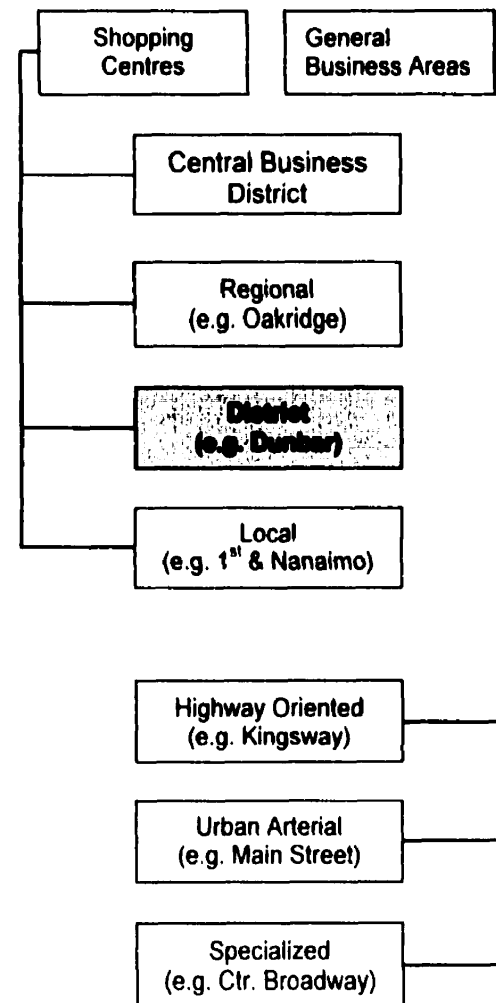 Shopping
Centres
General
Business Areas
Central Business
District
Regional
(e.g. Oakridge)
District
(e.g. Dunbar)
Local
(e.g. 1st & Nanaimo)
Highway Oriented
(e.g. Kingsway)
Urban Arterial
(e.g. Main Street)
Specialized
(e.g. Ctr. Broadway)